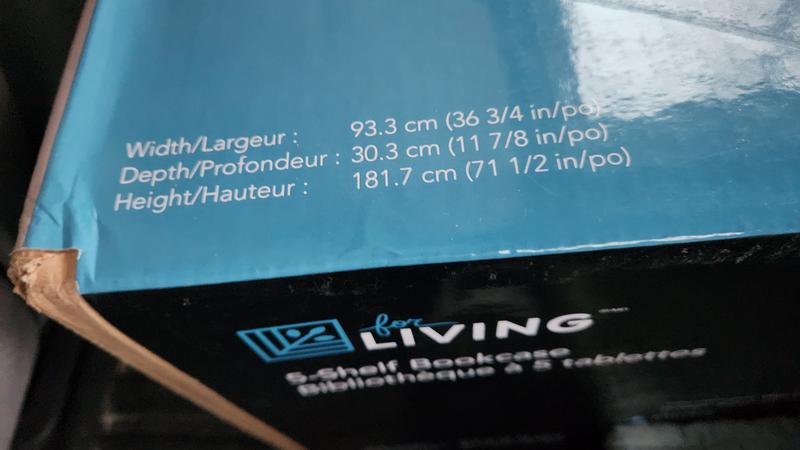 Width/Largeur : 93.3 cm (36 3/4 in/po)
Depth/Profondeur : 30.3 cm (11 7/8 in/po)
Height/Hauteur : 181.7 cm (71 1/2 in/po)
for
LIVING
5-Shelf Bookcase
Bibliothèque à 5 tablettes